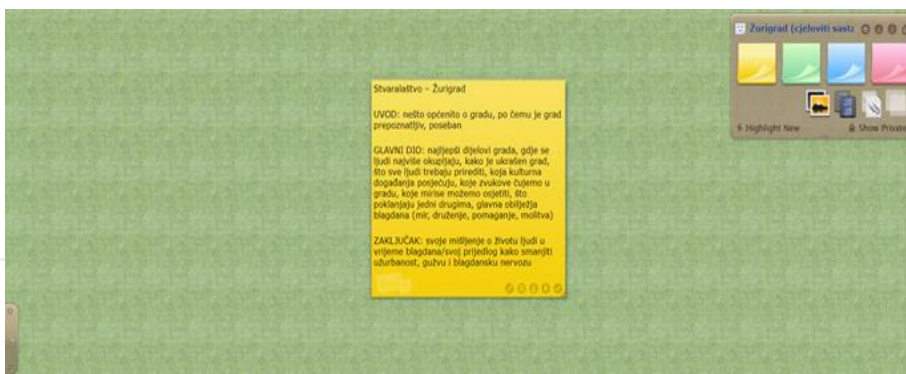 Žurigrad (cjeloviti sasta
Stvaralaštvo – Žurigrad
UVOD: nešto općenito o gradu, po čemu je grad
prepoznatljiv, poseban
GLAVNI DIO: najljepši dijelovi grada, gdje se
ljudi najviše okupljaju, kako je ukrašen grad,
što sve ljudi trebaju prirediti, koja kulturna
događanja posjećuju, koje zvukove čujemo u
gradu, koje mirise možemo osjetiti, što
poklanjaju jedni drugima, glavna obilježja
blagdana (mir, druženje, pomaganje, molitva)
ZAKLJUČAK: svoje mišljenje o životu ljudi u
vrijeme blagdana/svoj prijedlog kako smanjiti
užurbanost, gužvu i blagdansku nervozu
Highlight New
Show Private